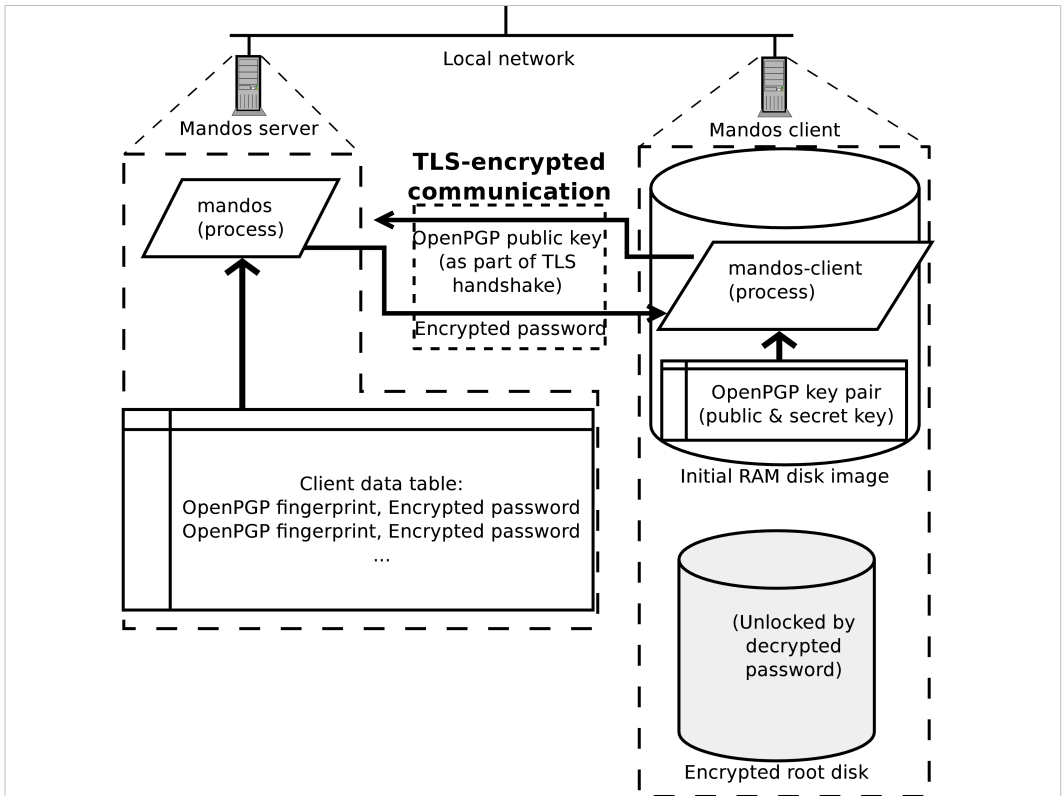 Local network
Mandos server
Mandos client
TLS-encrypted
communication
mandos
(process)
OpenPGP public key
(as part of TLS
handshake)
Encrypted password
mandos-client
(process)
OpenPGP key pair
(public & secret key)
Initial RAM disk image
Client data table:
OpenPGP fingerprint, Encrypted password
OpenPGP fingerprint, Encrypted password
...
(Unlocked by
decrypted
password)
Encrypted root disk